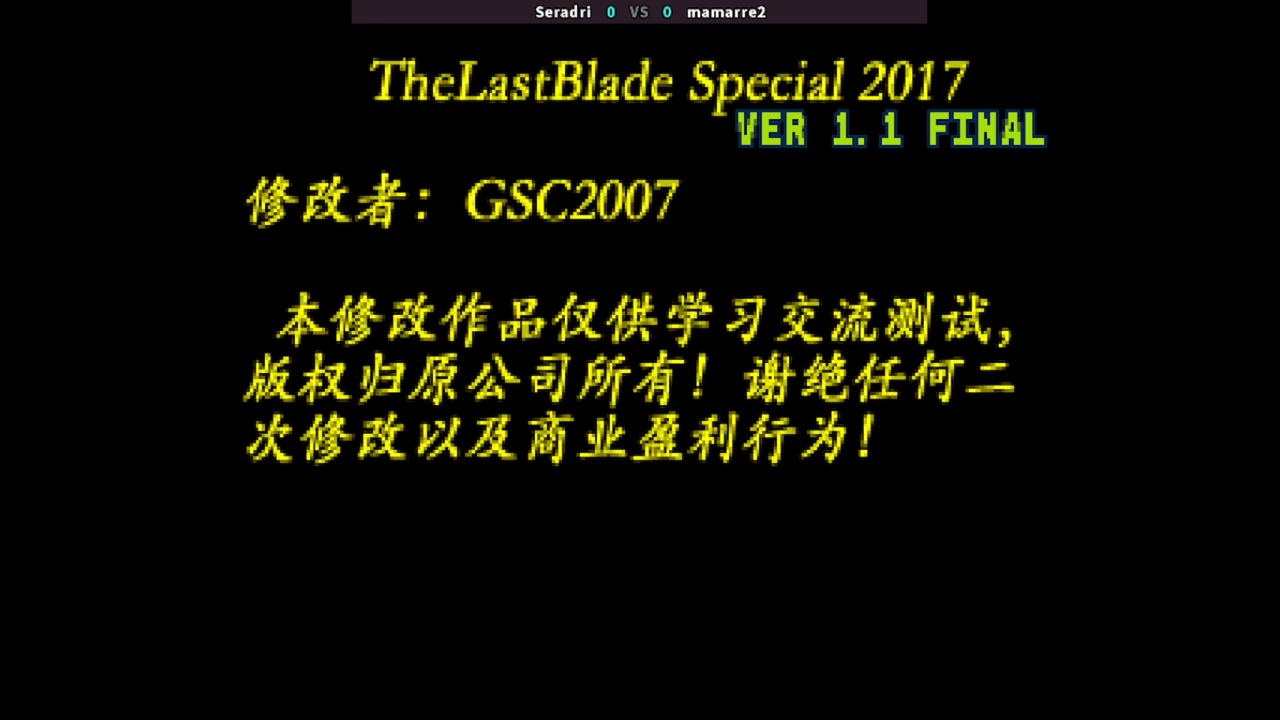 Seradri 0 VS 0 mamarre2
TheLastBlade Special 2017
VER 1.1 FINAL
修改者：GSC2007
本修改作品仅供学习交流测试，
版权归原公司所有！谢绝任何二
次修改以及商业盈利行为！